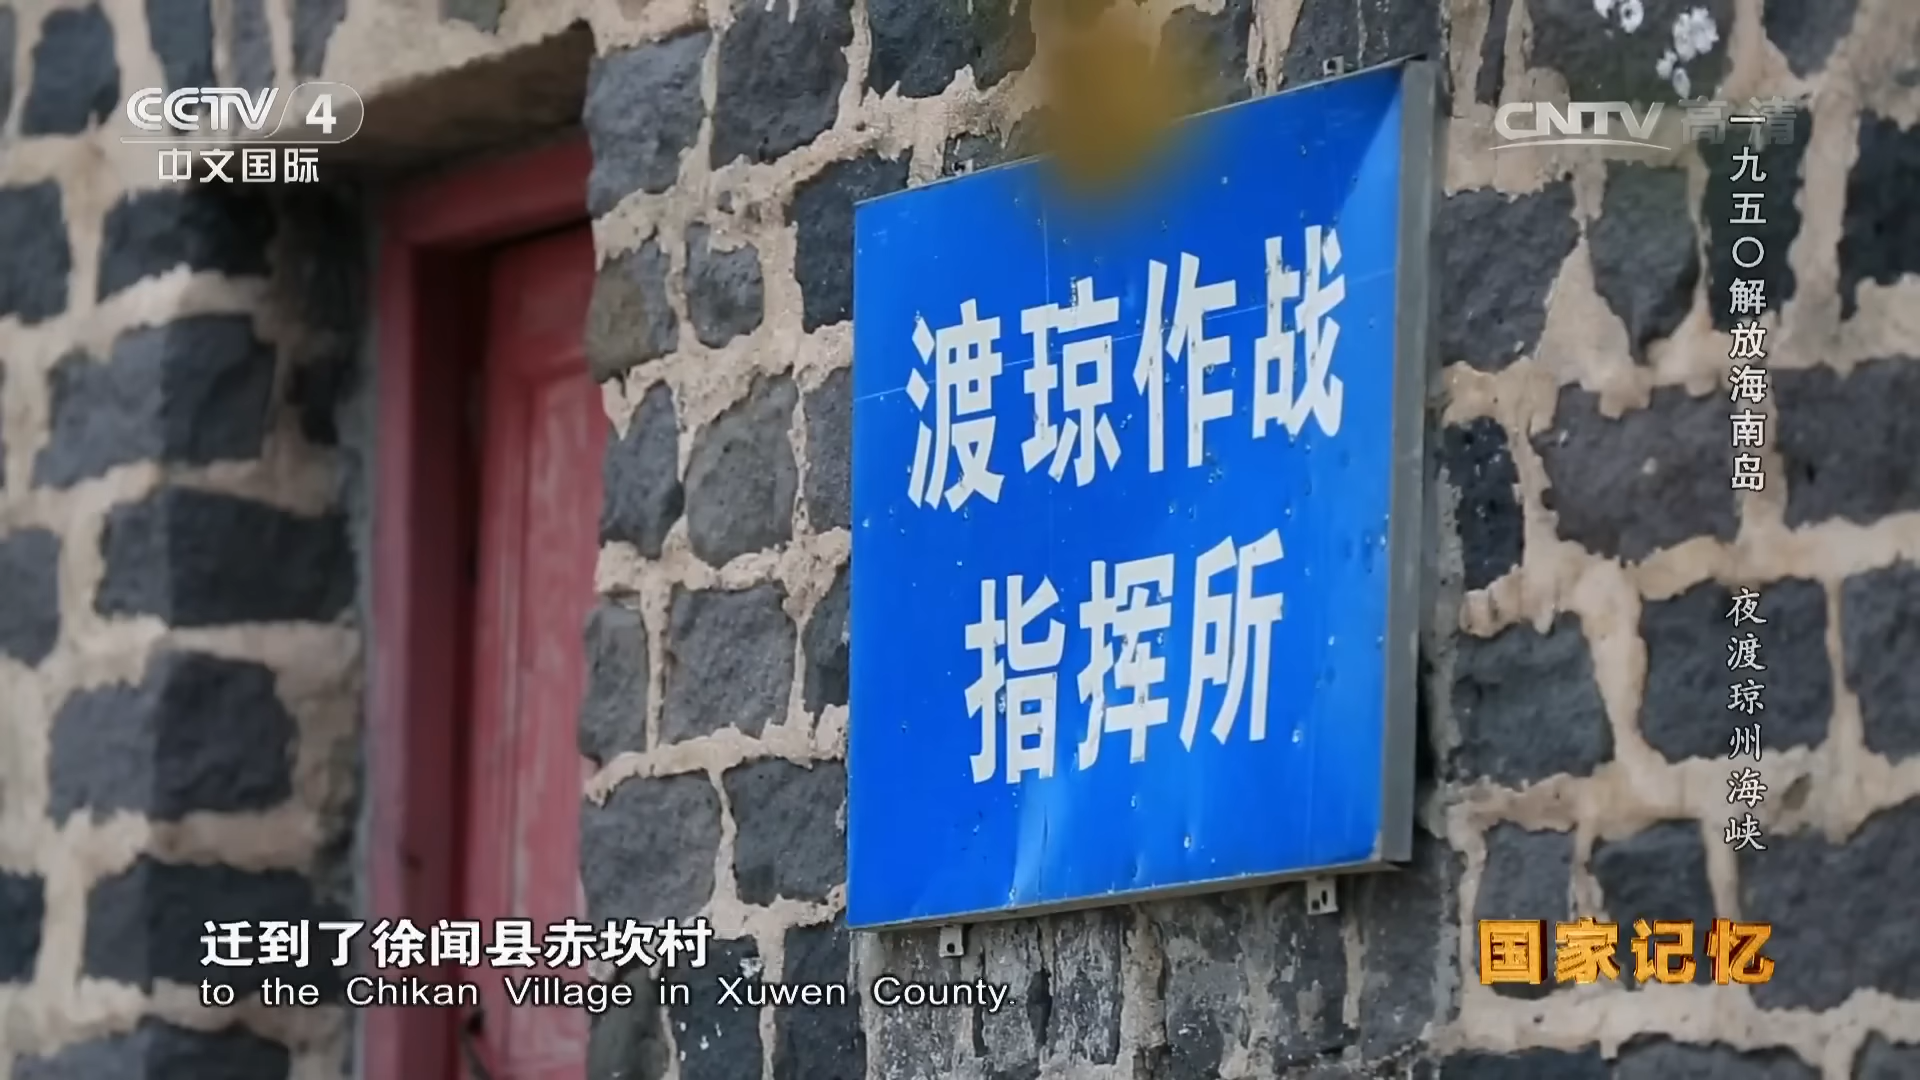 CCTV 4
中文国际
CNTV 高清
一九五〇解放海南岛 夜渡琼州海峡
渡琼作战
指挥所
迁到了徐闻县赤坎村
to the Chikan Village in Xuwen County.
国家记忆